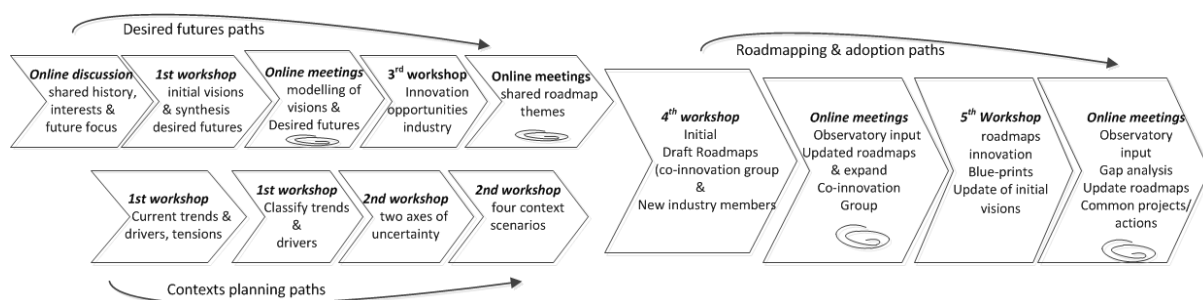 Desired futures paths
Online discussion
shared history,
interests &
future focus
1st workshop
initial visions
& synthesis
desired futures
Online meetings
modelling of
visions &
Desired futures
3rd workshop
Innovation
opportunities
industry
Online meetings
shared roadmap
themes
1st workshop
Current trends &
drivers, tensions
1st workshop
Classify trends
&
drivers
2nd workshop
two axes of
uncertainty
2nd workshop
four context
scenarios
Contexts planning paths
Roadmapping & adoption paths
4th workshop
Initial
Draft Roadmaps
(co-innovation group
&
New industry members
Online meetings
Observatory input
Updated roadmaps
& expand
Co-innovation
Group
5th Workshop
roadmaps
innovation
Blue-prints
Update of initial
visions
Online meetings
Observatory
input
Gap analysis
Update roadmaps
Common projects/
actions